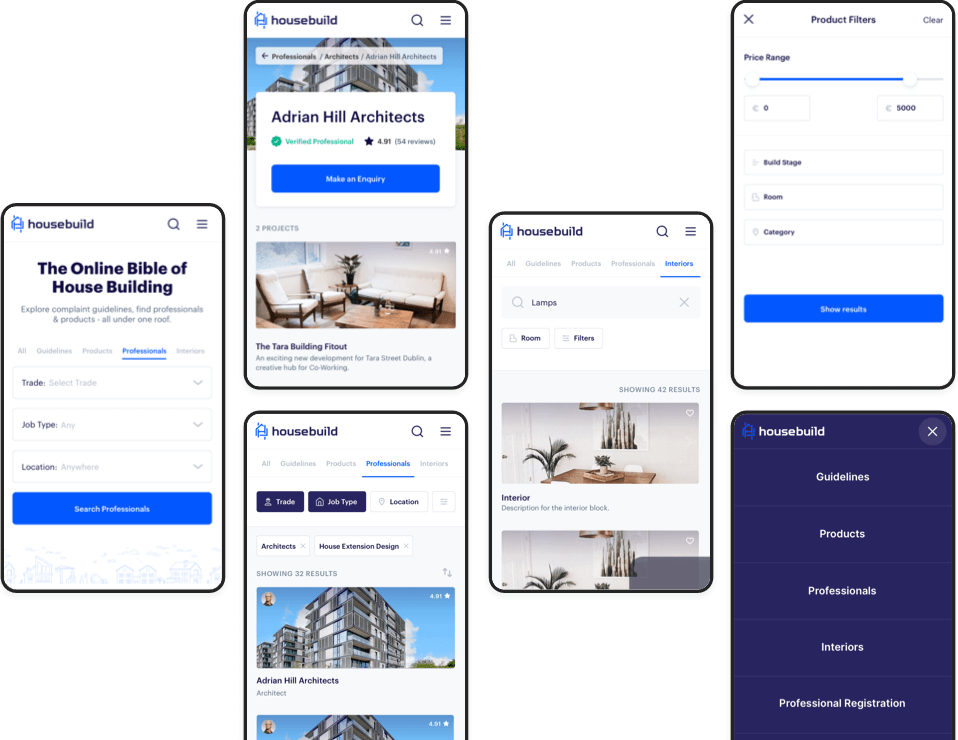 housebuild
The Online Bible of
House Building
Explore complaint guidelines, find professionals
& products - all under one roof.
All Guidelines Products Professionals Interiors
Trade: Select Trade
Job Type: Any
Location: Anywhere
Search Professionals
housebuild
Professionals / Architects / Adrian Hill Architects
Adrian Hill Architects
Verified Professional 4.91 (54 reviews)
Make an Enquiry
2 PROJECTS
4.91
The Tara Building Fitout
An exciting new development for Tara Street Dublin, a
creative hub for Co-Working.
housebuild
All Guidelines Products Professionals Interiors
Trade Job Type Location
Architects × House Extension Design ×
SHOWING 32 RESULTS
4.91
Adrian Hill Architects
Architect
4.91
housebuild
All Guidelines Products Professionals Interiors
Lamps
Room Filters
SHOWING 42 RESULTS
Interior
Description for the interior block.
Product Filters Clear
Price Range
€ 0 € 5000
Build Stage
Room
Category
Show results
housebuild
Guidelines
Products
Professionals
Interiors
Professional Registration